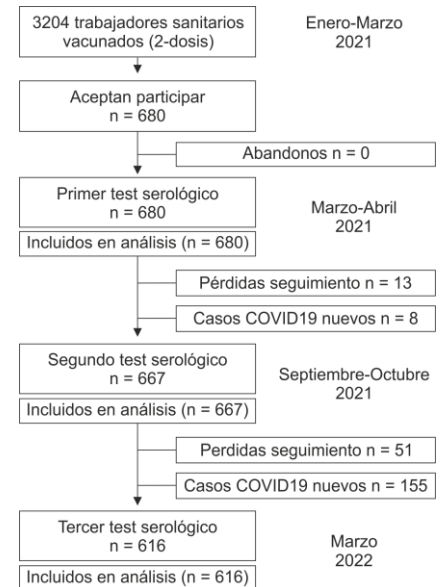 3204 trabajadores sanitarios
vacunados (2-dosis)
Enero-Marzo
2021
Aceptan participar
n = 680
Abandonos n = 0
Primer test serológico
n = 680
Marzo-Abril
2021
Incluidos en análisis (n = 680)
Pérdidas seguimiento n = 13
Casos COVID19 nuevos n = 8
Segundo test serológico
n = 667
Septiembre-Octubre
2021
Incluidos en análisis (n = 667)
Perdidas seguimiento n = 51
Casos COVID19 nuevos n = 155
Tercer test serológico
n = 616
Marzo
2022
Incluidos en análisis (n = 616)